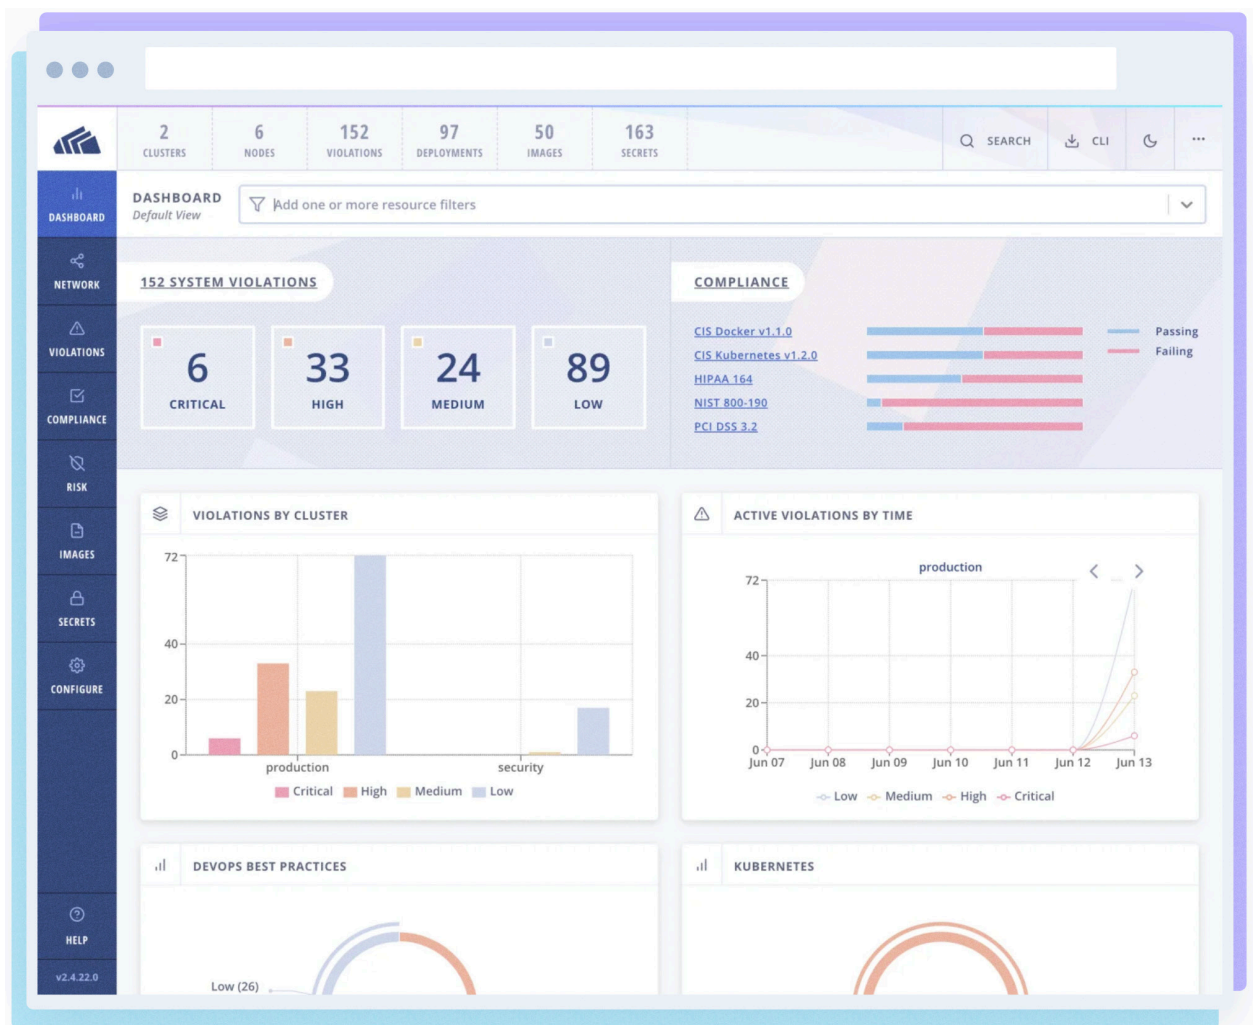 2 6 152 97 50 163
CLUSTERS NODES VIOLATIONS DEPLOYMENTS IMAGES SECRETS
SEARCH CLI ...
DASHBOARD
NETWORK
VIOLATIONS
COMPLIANCE
RISK
IMAGES
SECRETS
CONFIGURE
HELP
v2.4.22.0
DASHBOARD
Default View
Add one or more resource filters
152 SYSTEM VIOLATIONS
6 33 24 89
CRITICAL HIGH MEDIUM LOW
COMPLIANCE
CIS Docker v1.1.0
CIS Kubernetes v1.2.0
HIPAA 164
NIST 800-190
PCI DSS 3.2
Passing
Failing
VIOLATIONS BY CLUSTER
72
40
20
0
production security
Critical High Medium Low
ACTIVE VIOLATIONS BY TIME
production
72
40
20
0
Jun 07 Jun 08 Jun 09 Jun 10 Jun 11 Jun 12 Jun 13
Low Medium High Critical
DEVOPS BEST PRACTICES
Low (26)
KUBERNETES